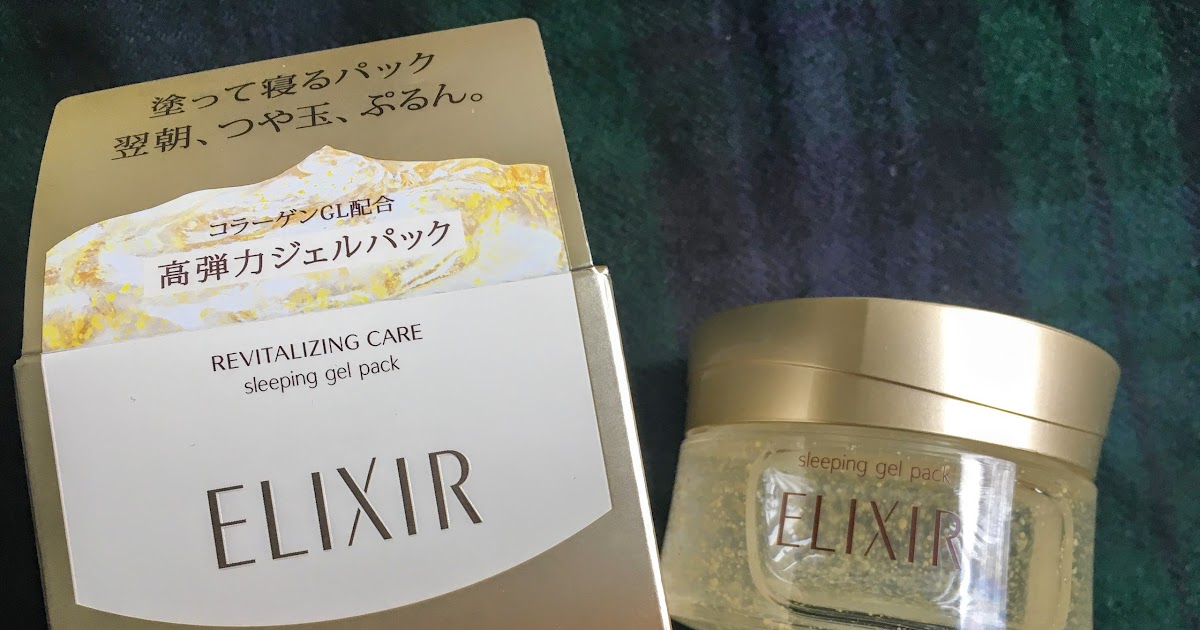 塗って寝るパック
翌朝、つや玉、ぷるん。
コラーゲンGL配合
高弾力ジェルパック
REVITALIZING CARE
sleeping gel pack
ELIXIR
sleeping gel pack
ELIXIR